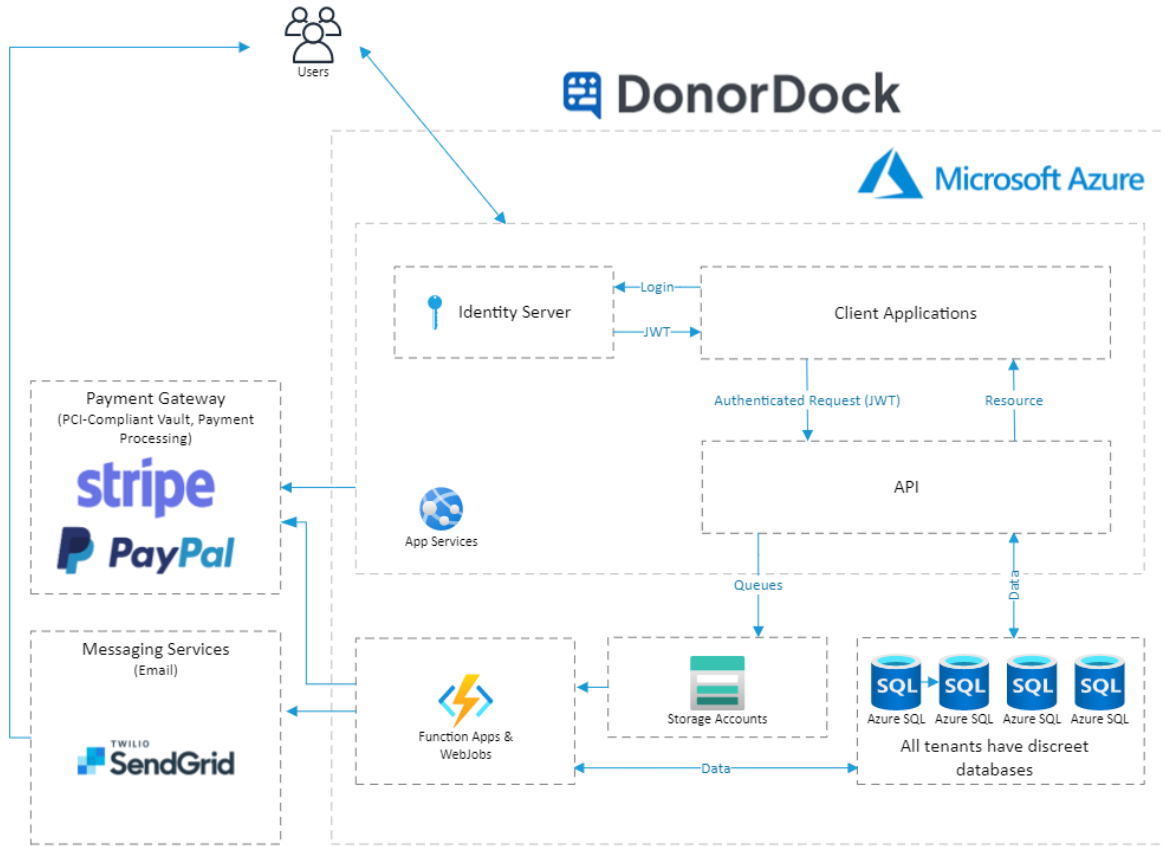 Users
DonorDock
Microsoft Azure
Identity Server
Login
JWT
Client Applications
Authenticated Request (JWT)
Resource
API
App Services
Payment Gateway
(PCI-Compliant Vault, Payment
Processing)
stripe
PayPal
Messaging Services
(Email)
TWILIO
SendGrid
Queues
Data
Function Apps &
WebJobs
Storage Accounts
Data
SQL SQL SQL SQL
Azure SQL Azure SQL Azure SQL Azure SQL
All tenants have discreet
databases